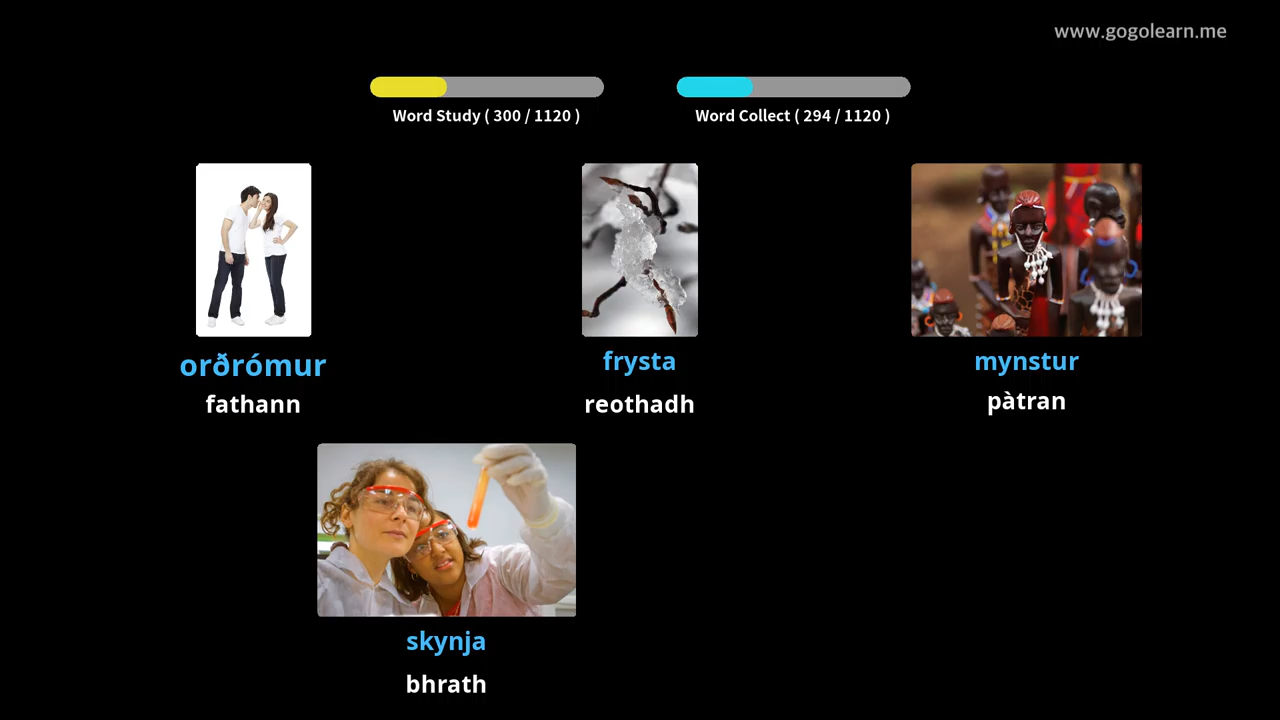 www.gogolearn.me
Word Study ( 300 / 1120 )
Word Collect ( 294 / 1120 )
orðrómur
frysta
mynstur
fathann
reothadh
pàtran
skynja
bhrath